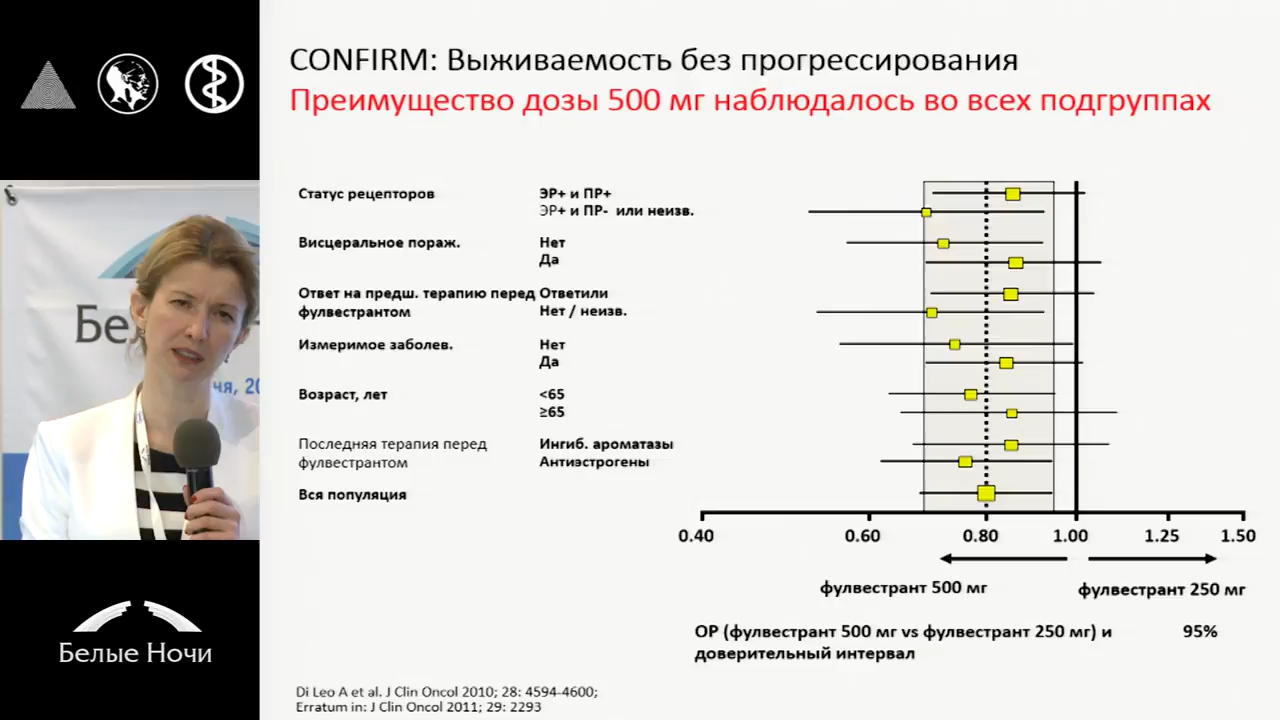 CONFIRM: Выживаемость без прогрессирования
Преимущество дозы 500 мг наблюдалось во всех подгруппах
Статус рецепторов ЭР+ и ПР+
ЭР+ и ПР- или неизв.
Висцеральное пораж. Нет
Да
Ответ на предш. терапию перед Ответили
фулвестрантом Нет / неизв.
Измеримое заболев. Нет
Да
Возраст, лет <65
≥65
Последняя терапия перед Ингиб. ароматазы
фулвестрантом Антиэстрогены
Вся популяция
0.40 0.60 0.80 1.00 1.25 1.50
фулвестрант 500 мг фулвестрант 250 мг
ОР (фулвестрант 500 мг vs фулвестрант 250 мг) и 95%
доверительный интервал
Di Leo A et al. J Clin Oncol 2010; 28: 4594-4600;
Erratum in: J Clin Oncol 2011; 29: 2293
Белые Ночи